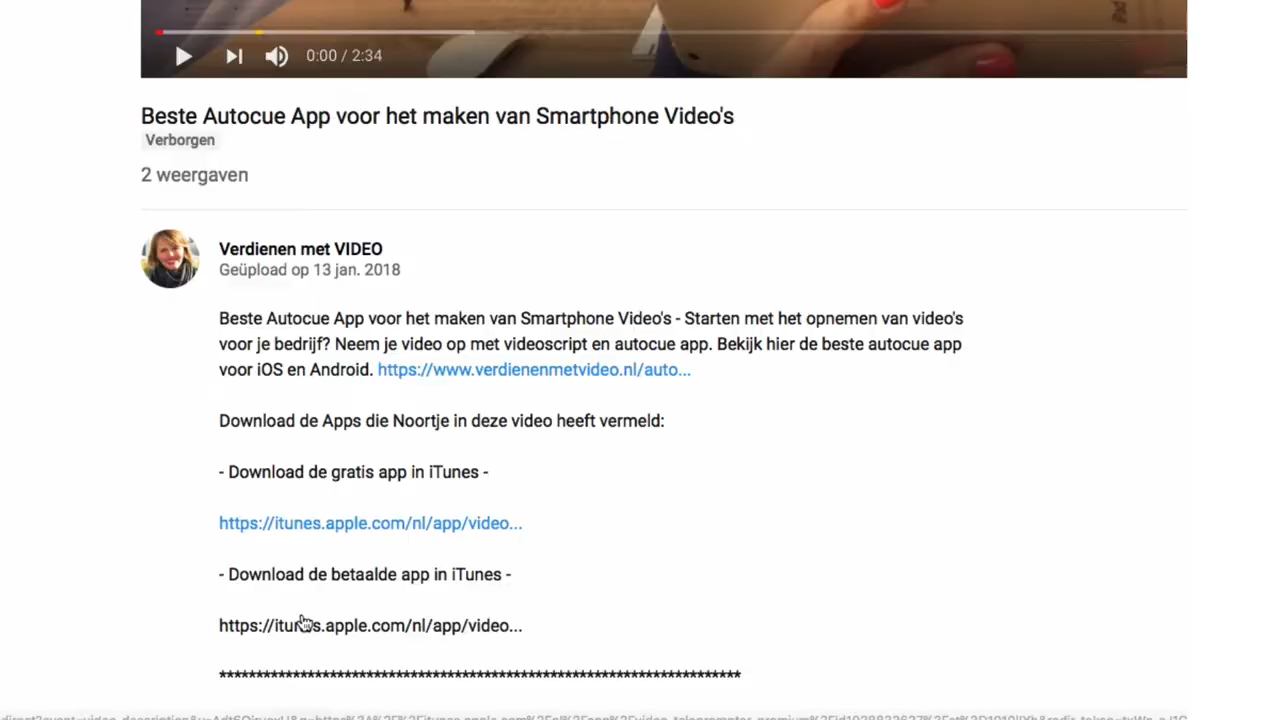 0:00 / 2:34
Beste Autocue App voor het maken van Smartphone Video's
Verborgen
2 weergaven
Verdienen met VIDEO
Geüpload op 13 jan. 2018
Beste Autocue App voor het maken van Smartphone Video's - Starten met het opnemen van video's
voor je bedrijf? Neem je video op met videoscript en autocue app. Bekijk hier de beste autocue app
voor iOS en Android. https://www.verdienenmetvideo.nl/auto...
Download de Apps die Noortje in deze video heeft vermeld:
- Download de gratis app in iTunes -
https://itunes.apple.com/nl/app/video...
- Download de betaalde app in iTunes -
https://itunes.apple.com/nl/app/video...
**********************************************************************